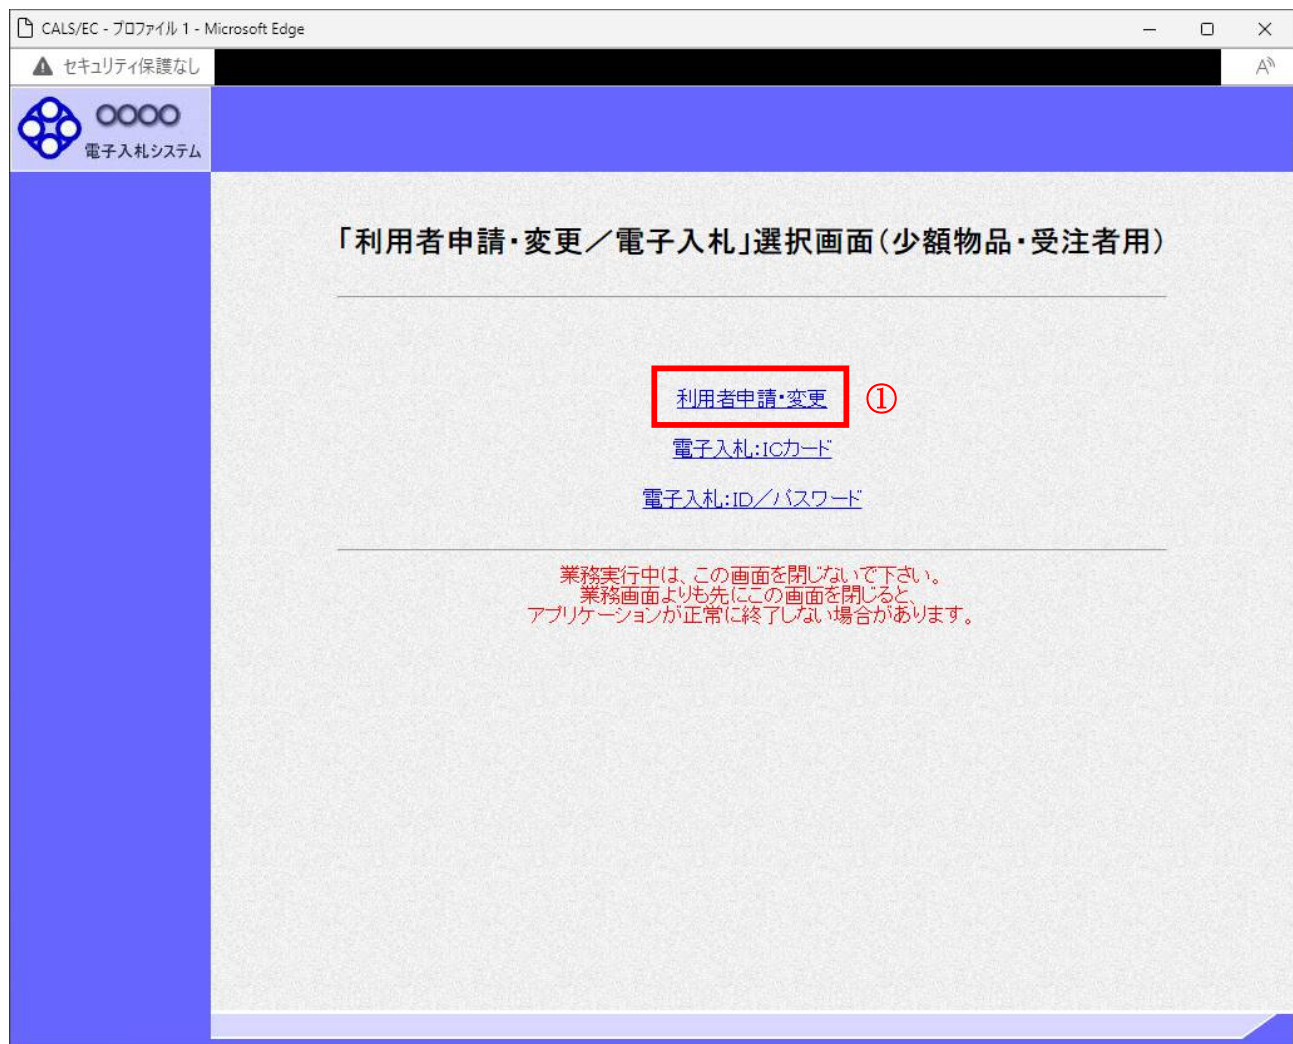 CALS/EC - プロファイル 1 - Microsoft Edge
セキュリティ保護なし
A
○○○○
電子入札システム
「利用者申請・変更／電子入札」選択画面（少額物品・受注者用）
利用者申請・変更 ①
電子入札：ICカード
電子入札：ID／パスワード
業務実行中は、この画面を閉じないで下さい。
業務画面よりも先にこの画面を閉じると、
アプリケーションが正常に終了しない場合があります。